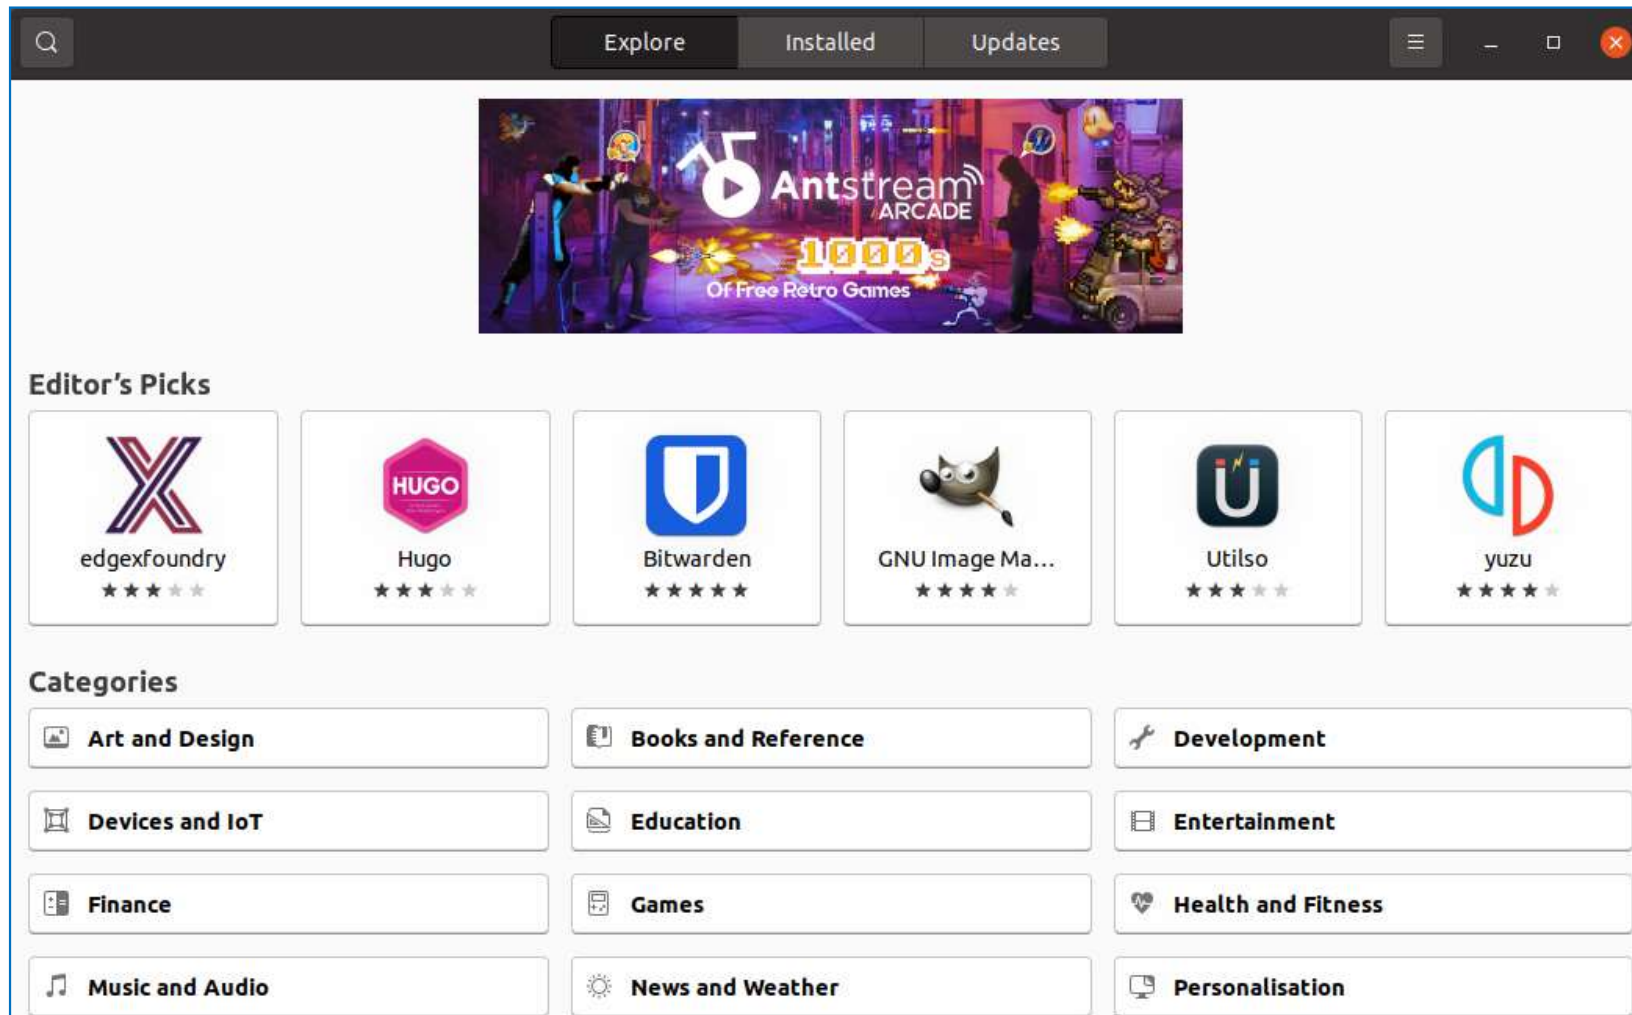 Explore Installed Updates
Antstream
ARCADE
1000s
Of Free Retro Games
Editor’s Picks
HUGO
edgexfoundry Hugo Bitwarden GNU Image Ma... Utilso yuzu
Categories
Art and Design Books and Reference Development
Devices and IoT Education Entertainment
Finance Games Health and Fitness
Music and Audio News and Weather Personalisation